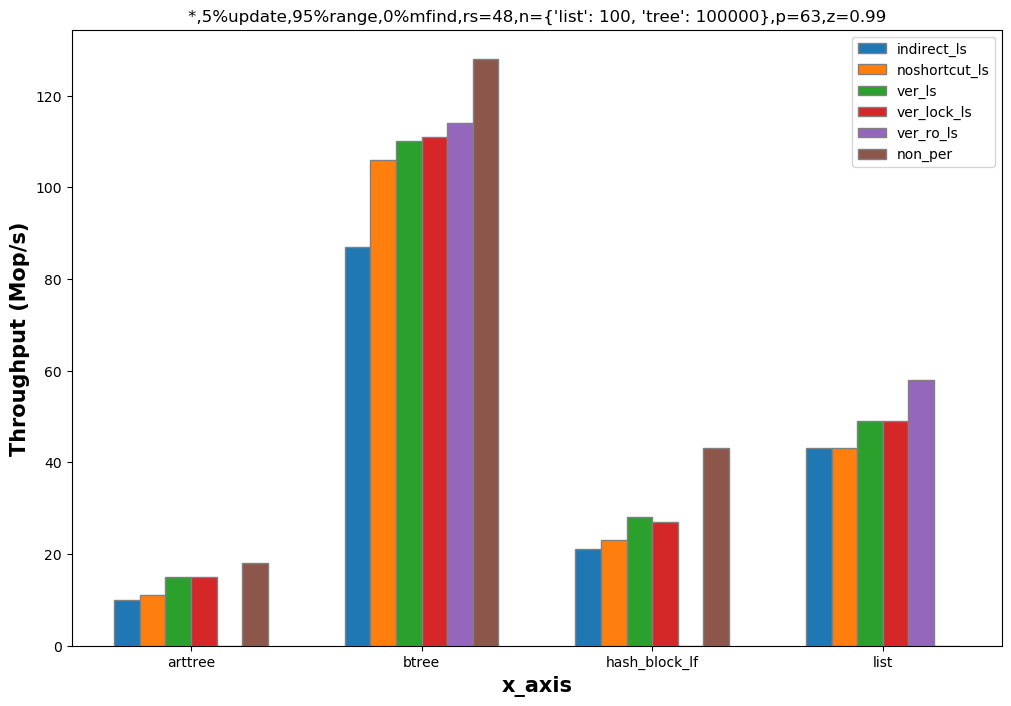 *,5%update,95%range,0%mfind,rs=48,n={'list': 100, 'tree': 100000},p=63,z=0.99
indirect_ls
noshortcut_ls
ver_ls
ver_lock_ls
ver_ro_ls
non_per
Throughput (Mop/s)
120
100
80
60
40
20
0
arttree
btree
hash_block_lf
list
x_axis